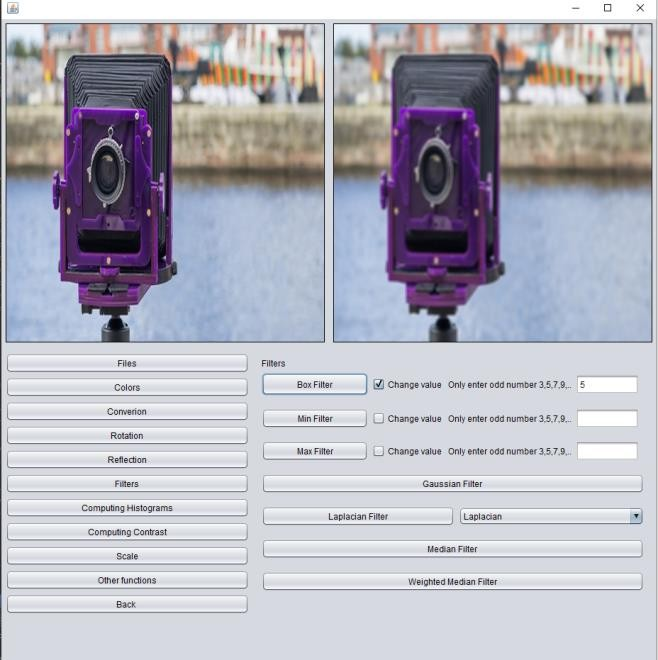 Files
Colors
Converion
Rotation
Reflection
Filters
Computing Histograms
Computing Contrast
Scale
Other functions
Back
Filters
Box Filter Change value Only enter odd number 3,5,7,9,.. 5
Min Filter Change value Only enter odd number 3,5,7,9,..
Max Filter Change value Only enter odd number 3,5,7,9,..
Gaussian Filter
Laplacian Filter Laplacian
Median Filter
Weighted Median Filter